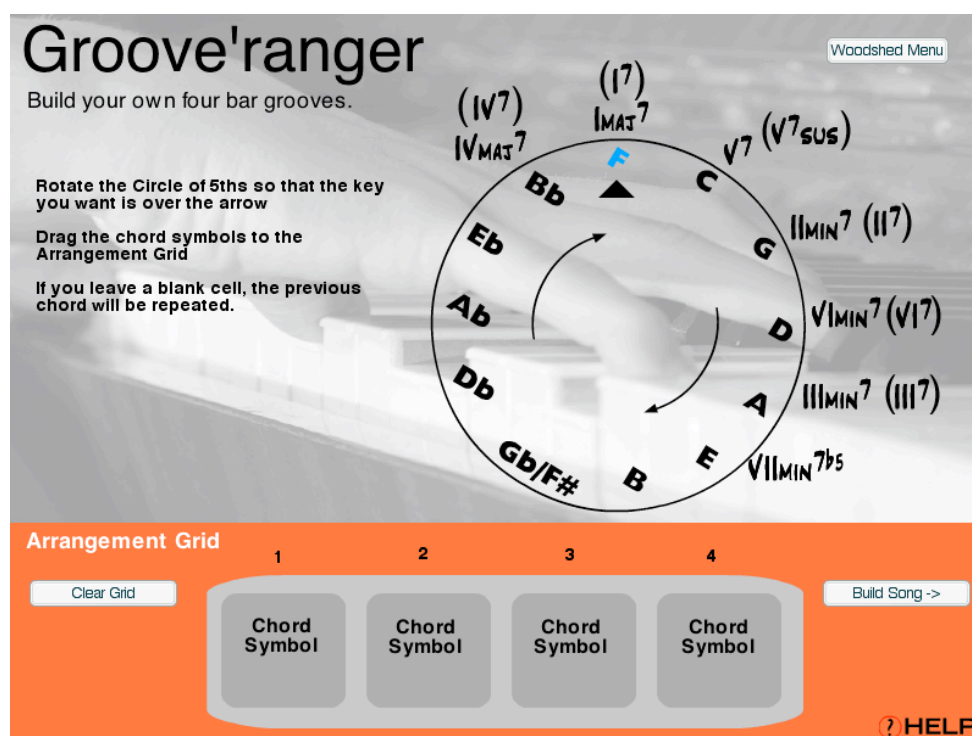 Groove'ranger
Woodshed Menu
Build your own four bar grooves.
(IV7)
IVMAJ7
(I7)
IMAJ7
V7 (V7SUS)
IIMIN7 (II7)
VIMIN7 (VI7)
IIIMIN7 (III7)
VIIMIN7b5
Rotate the Circle of 5ths so that the key
you want is over the arrow
Drag the chord symbols to the
Arrangement Grid
If you leave a blank cell, the previous
chord will be repeated.
F
C
G
D
A
E
B
Gb/F#
Db
Ab
Eb
Bb
Arrangement Grid
1
2
3
4
Clear Grid
Chord
Symbol
Chord
Symbol
Chord
Symbol
Chord
Symbol
Build Song ->
? HELP